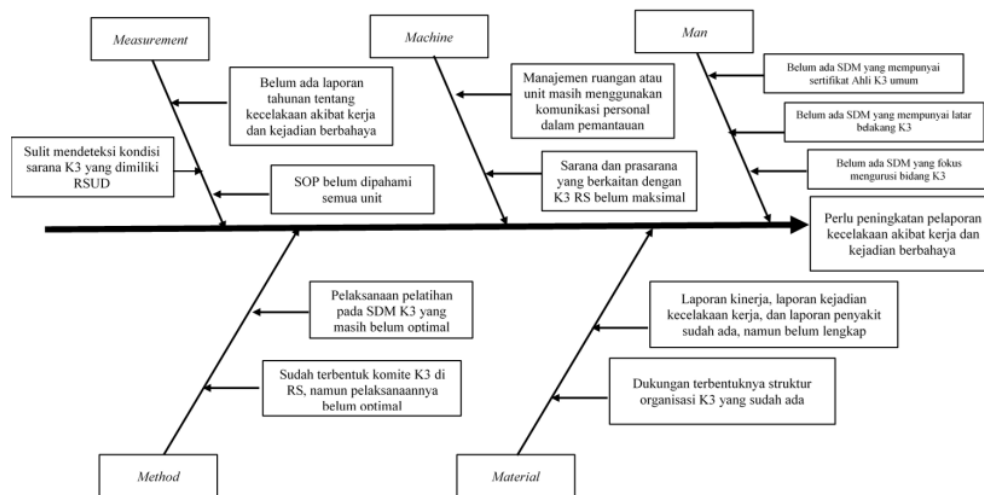 Measurement
Machine
Man
Belum ada laporan
tahunan tentang
kecelakaan akibat kerja
dan kejadian berbahaya
Sulit mendeteksi kondisi
sarana K3 yang dimiliki
RSUD
SOP belum dipahami
semua unit
Manajemen ruangan atau
unit masih menggunakan
komunikasi personal
dalam pemantauan
Sarana dan prasarana
yang berkaitan dengan
K3 RS belum maksimal
Belum ada SDM yang mempunyai
sertifikat Ahli K3 umum
Belum ada SDM yang mempunyai latar
belakang K3
Belum ada SDM yang fokus
mengurusi bidang K3
Perlu peningkatan pelaporan
kecelakaan akibat kerja dan
kejadian berbahaya
Pelaksanaan pelatihan
pada SDM K3 yang
masih belum optimal
Sudah terbentuk komite K3 di
RS, namun pelaksanaannya
belum optimal
Laporan kinerja, laporan kejadian
kecelakaan kerja, dan laporan penyakit
sudah ada, namun belum lengkap
Dukungan terbentuknya struktur
organisasi K3 yang sudah ada
Method
Material